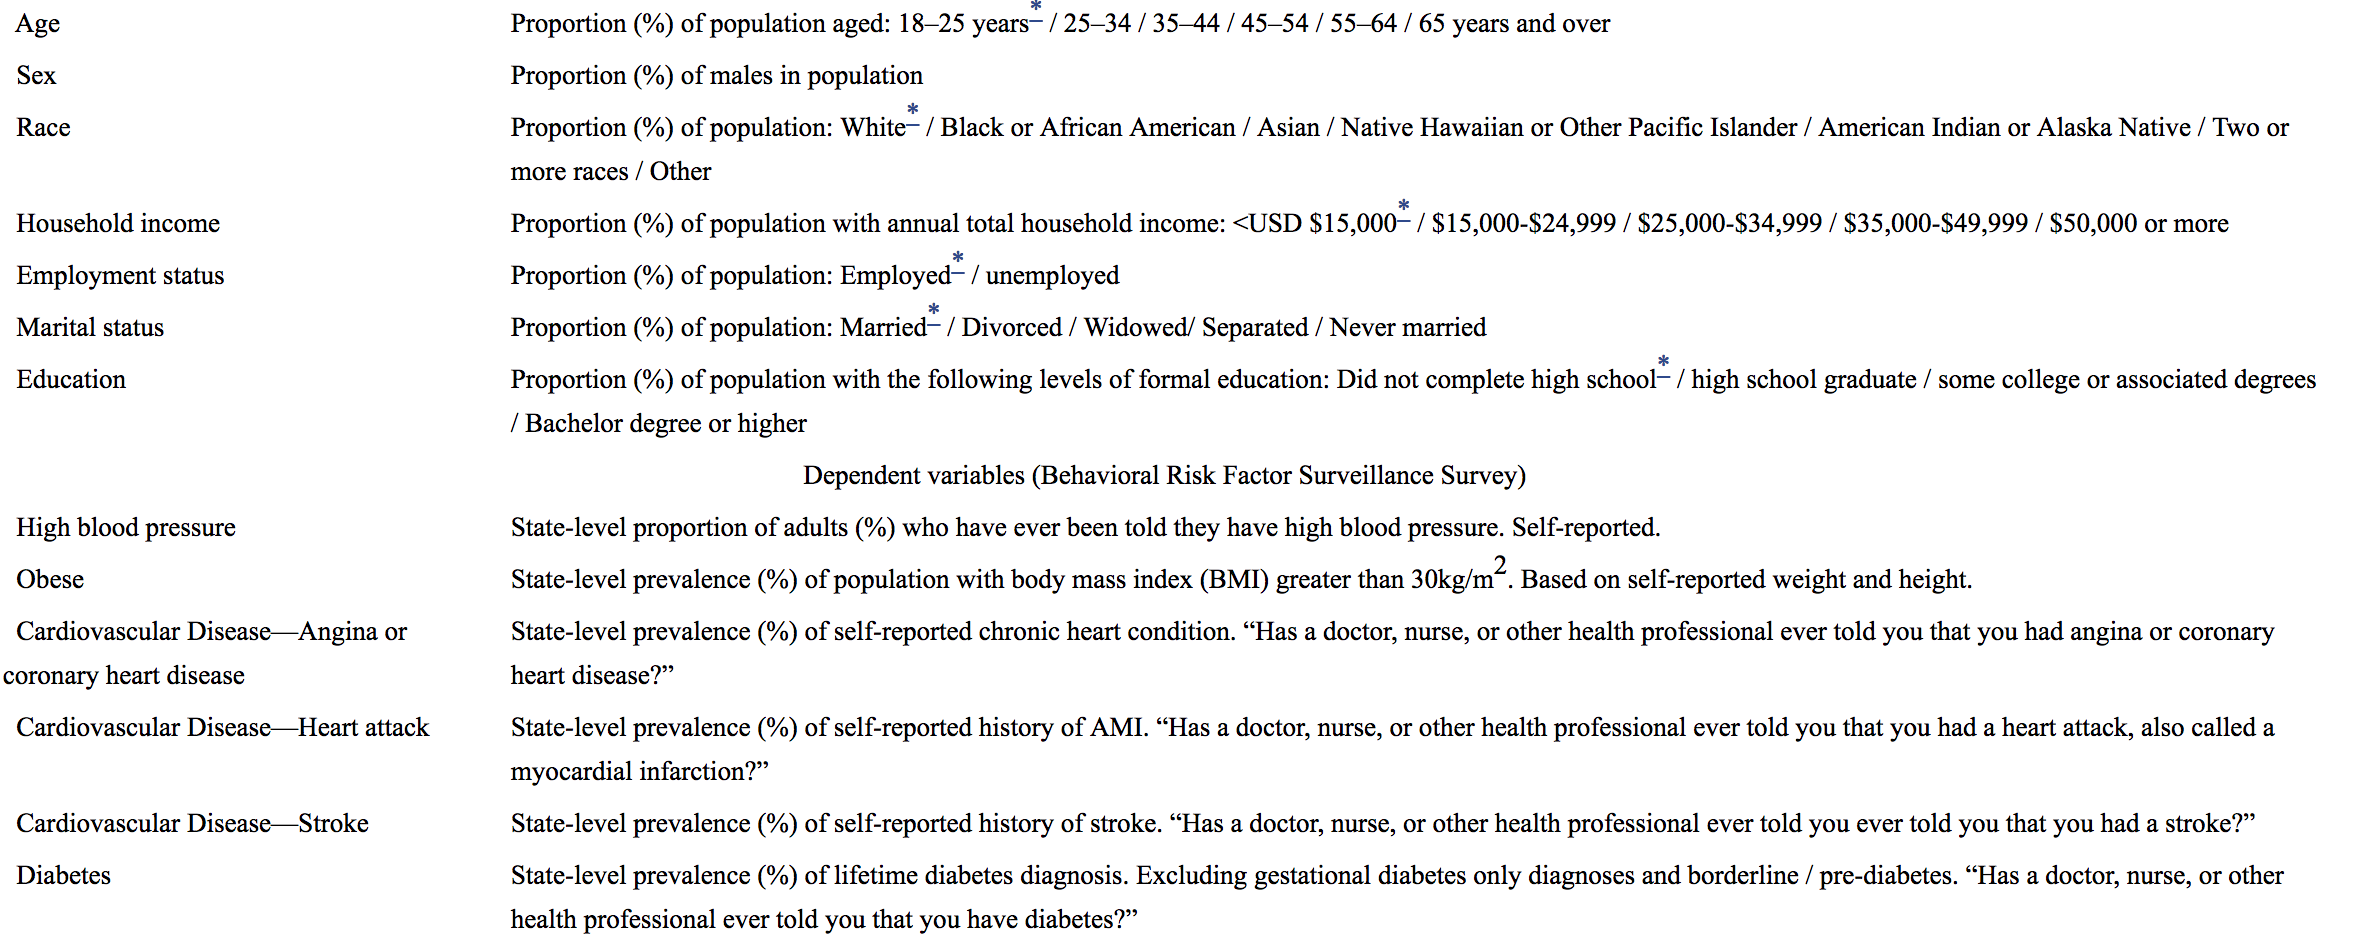 Age Proportion (%) of population aged: 18–25 years* / 25–34 / 35–44 / 45–54 / 55–64 / 65 years and over
Sex Proportion (%) of males in population
Race Proportion (%) of population: White* / Black or African American / Asian / Native Hawaiian or Other Pacific Islander / American Indian or Alaska Native / Two or
more races / Other
Household income Proportion (%) of population with annual total household income: <USD $15,000* / $15,000-$24,999 / $25,000-$34,999 / $35,000-$49,999 / $50,000 or more
Employment status Proportion (%) of population: Employed* / unemployed
Marital status Proportion (%) of population: Married* / Divorced / Widowed/ Separated / Never married
Education Proportion (%) of population with the following levels of formal education: Did not complete high school* / high school graduate / some college or associated degrees
/ Bachelor degree or higher
Dependent variables (Behavioral Risk Factor Surveillance Survey)
High blood pressure State-level proportion of adults (%) who have ever been told they have high blood pressure. Self-reported.
Obese State-level prevalence (%) of population with body mass index (BMI) greater than 30kg/m². Based on self-reported weight and height.
Cardiovascular Disease—Angina or State-level prevalence (%) of self-reported chronic heart condition. “Has a doctor, nurse, or other health professional ever told you that you had angina or coronary
coronary heart disease heart disease?”
Cardiovascular Disease—Heart attack State-level prevalence (%) of self-reported history of AMI. “Has a doctor, nurse, or other health professional ever told you that you had a heart attack, also called a
myocardial infarction?”
Cardiovascular Disease—Stroke State-level prevalence (%) of self-reported history of stroke. “Has a doctor, nurse, or other health professional ever told you ever told you that you had a stroke?”
Diabetes State-level prevalence (%) of lifetime diabetes diagnosis. Excluding gestational diabetes only diagnoses and borderline / pre-diabetes. “Has a doctor, nurse, or other
health professional ever told you that you have diabetes?”